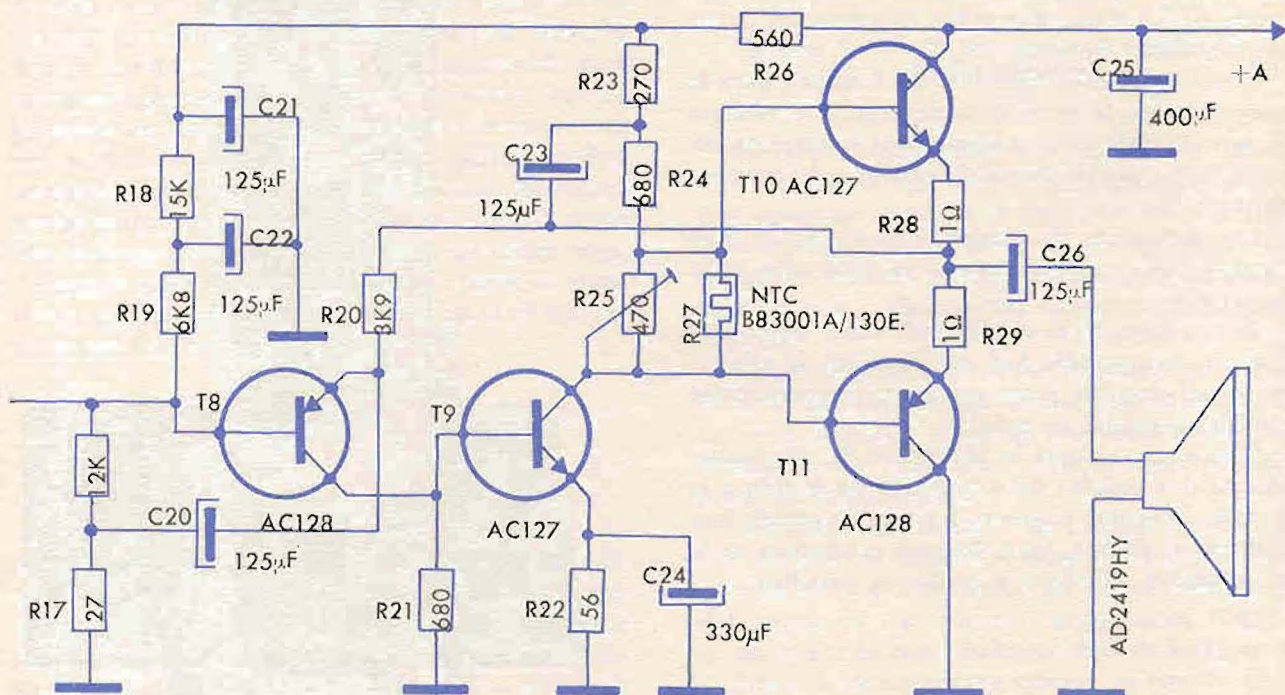 560
R26
R23
270
C21
C25
+A
400µF
C23
R24
680
T10 AC127
125µF
R18
15K
125µF
C22
R28
1Ω
C26
125µF
125µF
R19
6K8
R20
3K9
R25
470
R27
NTC
B83001A/130E.
1Ω
R29
T8
T9
12K
T11
C20
AC128
AC127
AC128
125µF
C24
R17
27
R21
680
R22
56
330µF
AD2419HY